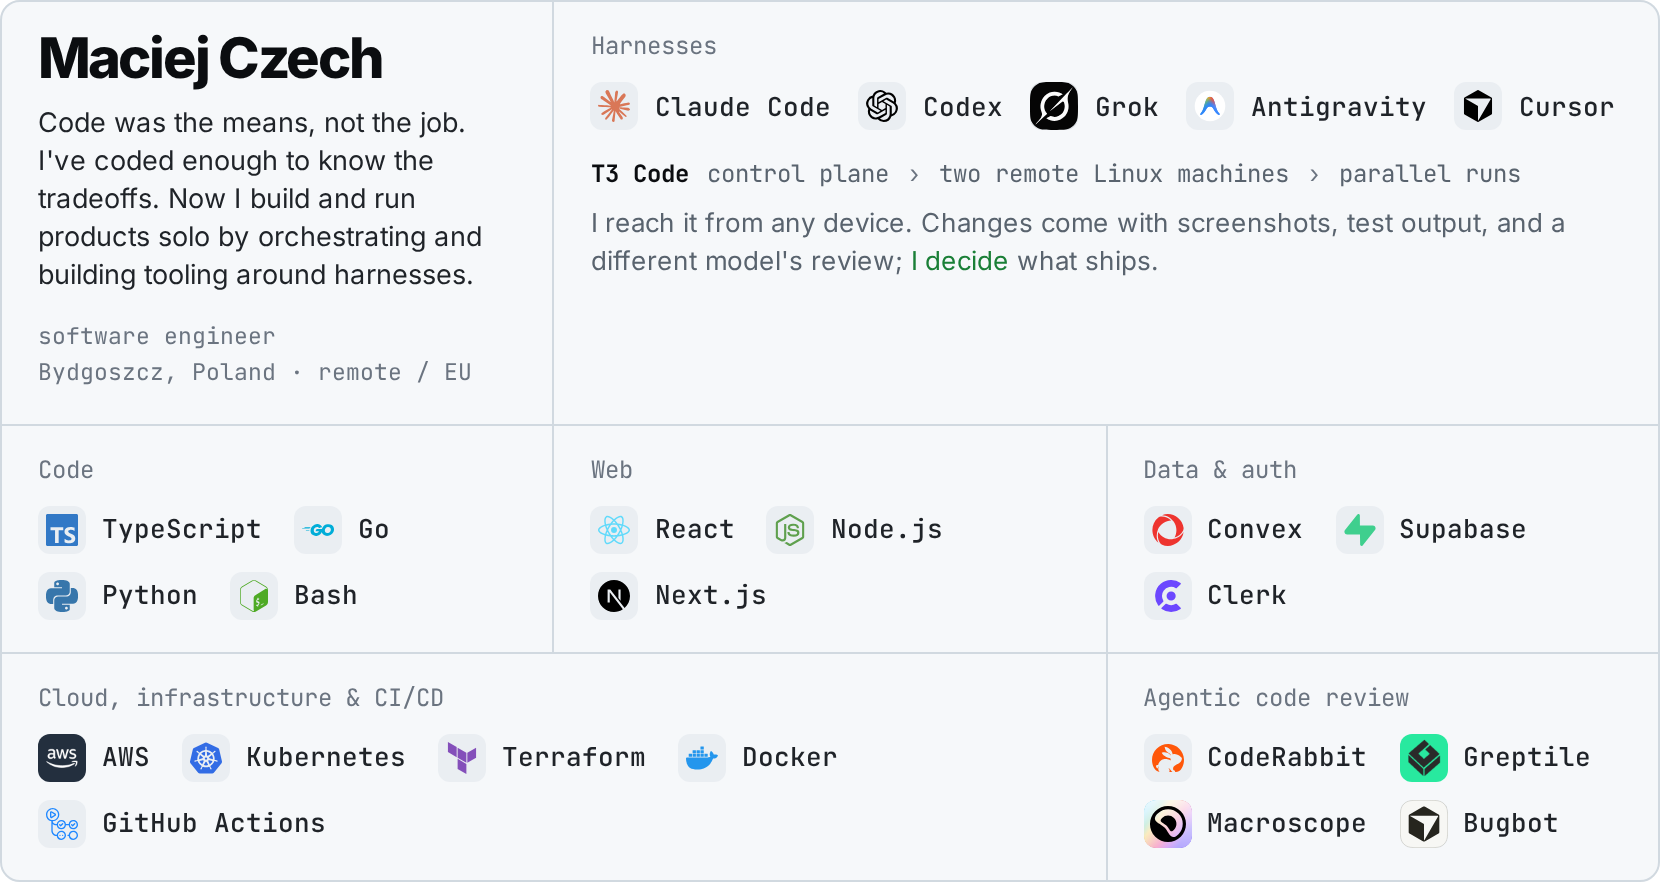 Maciej Czech
Code was the means, not the job.
I've coded enough to know the
tradeoffs. Now I build and run
products solo by orchestrating and
building tooling around harnesses.
software engineer
Bydgoszcz, Poland · remote / EU
Harnesses
Claude Code
Codex
Grok
Antigravity
Cursor
T3 Code control plane › two remote Linux machines › parallel runs
I reach it from any device. Changes come with screenshots, test output, and a
different model's review; I decide what ships.
Code
TS TypeScript
GO Go
Python
Bash
Web
React
JS Node.js
N Next.js
Data & auth
Convex
Supabase
Clerk
Cloud, infrastructure & CI/CD
aws AWS
Kubernetes
Terraform
Docker
GitHub Actions
Agentic code review
CodeRabbit
Greptile
Macroscope
Bugbot